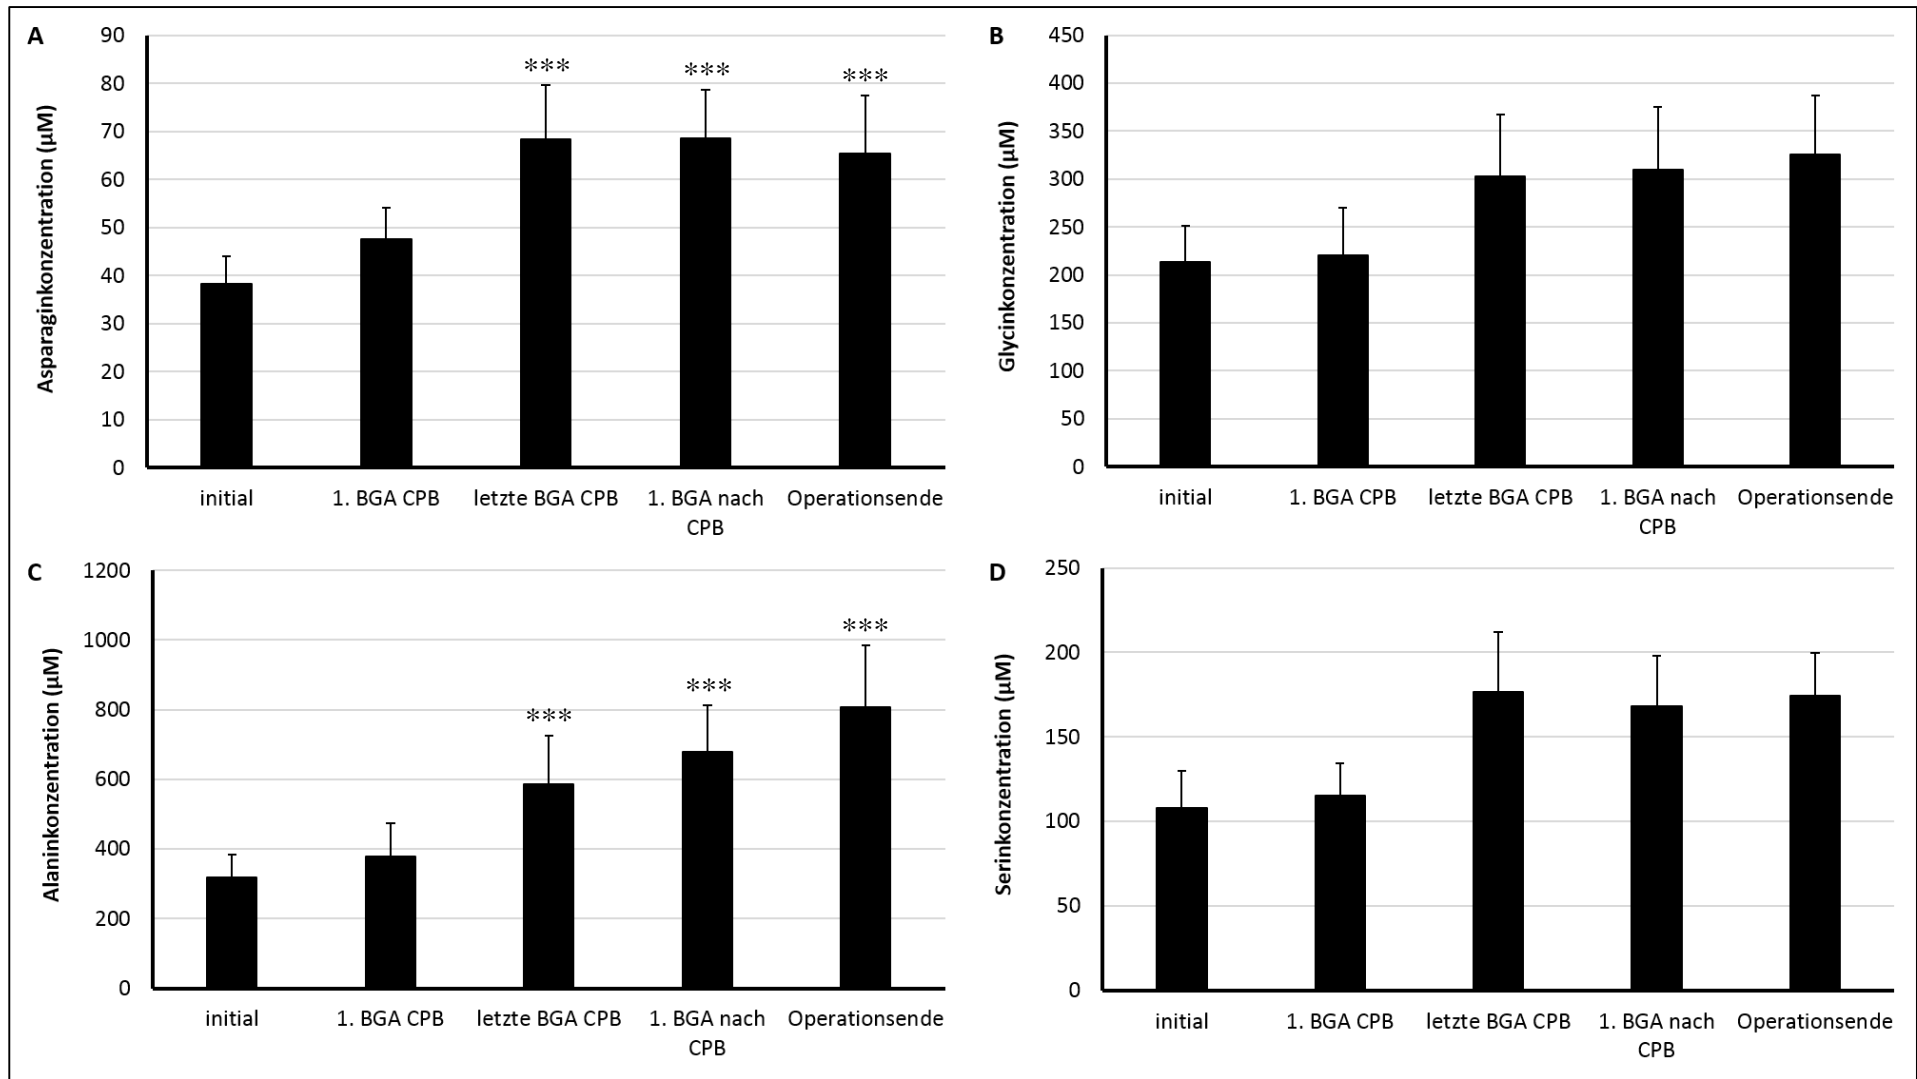 A
Asparaginkonzentration (µM)
90
80
70
60
50
40
30
20
10
0
***
***
***
initial
1. BGA CPB
letzte BGA CPB
1. BGA nach
CPB
Operationsende
B
Glycinkonzentration (µM)
450
400
350
300
250
200
150
100
50
0
initial
1. BGA CPB
letzte BGA CPB
1. BGA nach
CPB
Operationsende
C
Alaninkonzentration (µM)
1200
1000
800
600
400
200
0
***
***
***
initial
1. BGA CPB
letzte BGA CPB
1. BGA nach
CPB
Operationsende
D
Serinkonzentration (µM)
250
200
150
100
50
0
initial
1. BGA CPB
letzte BGA CPB
1. BGA nach
CPB
Operationsende